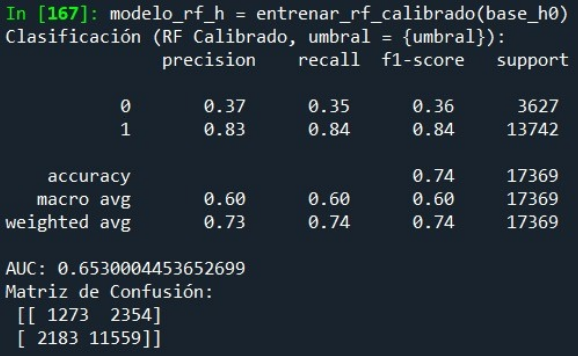 In [167]: modelo_rf_h = entrenar_rf_calibrado(base_h0)
Clasificación (RF Calibrado, umbral = {umbral}):
precision recall f1-score support
0 0.37 0.35 0.36 3627
1 0.83 0.84 0.84 13742
accuracy 0.74 17369
macro avg 0.60 0.60 0.60 17369
weighted avg 0.73 0.74 0.74 17369
AUC: 0.6530004453652699
Matriz de Confusión:
[[ 1273 2354]
[ 2183 11559]]